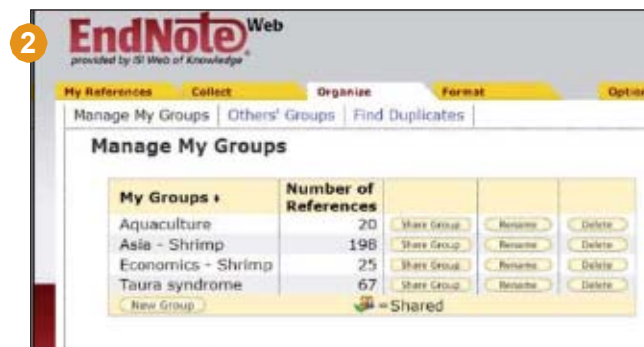 2
EndNote Web
provided by ISI Web of Knowledge
My References Collect Organize Format Option
Manage My Groups Others' Groups Find Duplicates
Manage My Groups
My Groups Number of References
Aquaculture 20 Share Group Rename Delete
Asia - Shrimp 198 Share Group Rename Delete
Economics - Shrimp 25 Share Group Rename Delete
Taura syndrome 67 Share Group Rename Delete
New Group =Shared